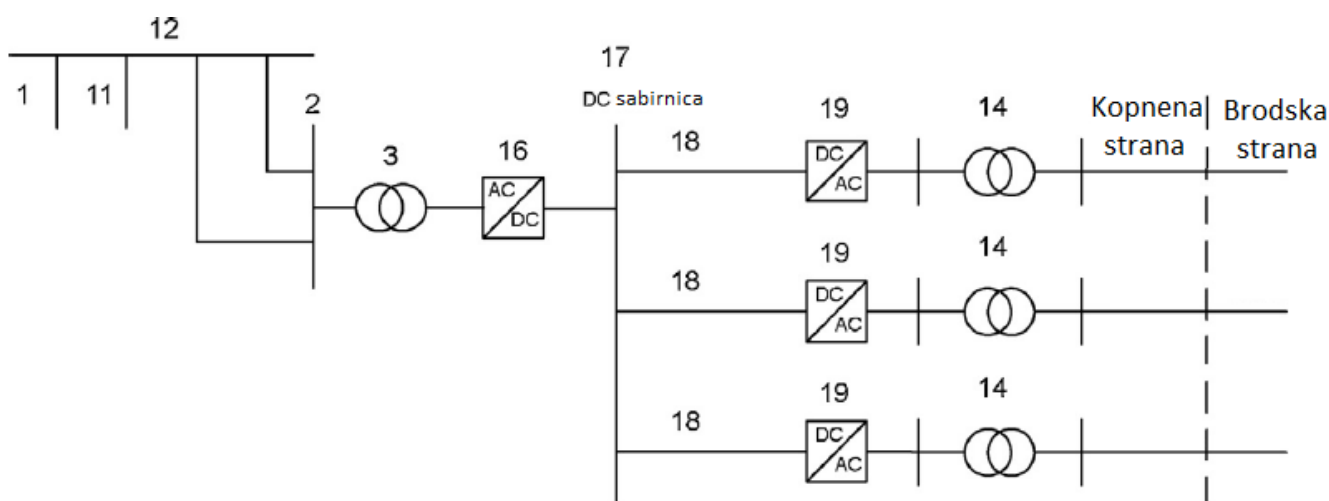 12
17
1
11
2
DC sabirnica
3
16
AC
DC
18
19
DC
AC
14
Kopnena
strana
Brodska
strana
18
19
DC
AC
14
18
19
DC
AC
14